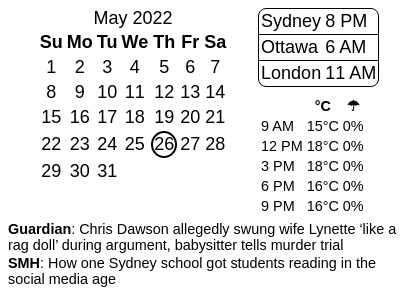 May 2022
Su Mo Tu We Th Fr Sa
1 2 3 4 5 6 7
8 9 10 11 12 13 14
15 16 17 18 19 20 21
22 23 24 25 26 27 28
29 30 31
Sydney 8 PM
Ottawa 6 AM
London 11 AM
°C ☂
9 AM 15°C 0%
12 PM 18°C 0%
3 PM 18°C 0%
6 PM 16°C 0%
9 PM 16°C 0%
Guardian: Chris Dawson allegedly swung wife Lynette ‘like a
rag doll’ during argument, babysitter tells murder trial
SMH: How one Sydney school got students reading in the
social media age